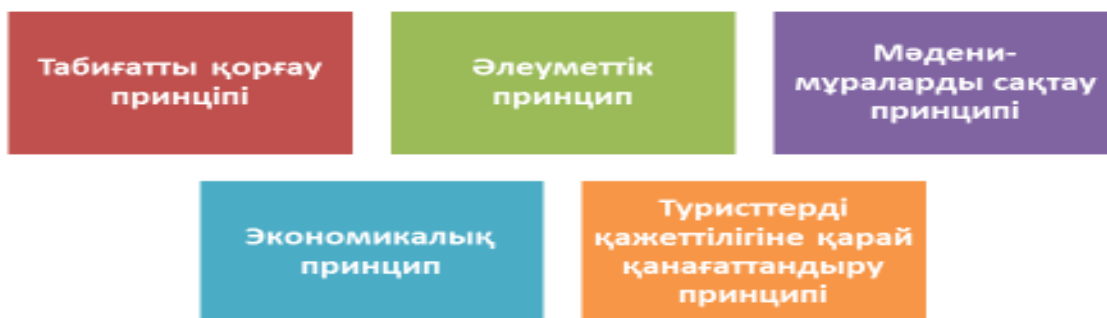 Табиғатты қорғау
принціпі
Әлеуметтік
принцип
Мәдени-
мұраларды сақтау
принципі
Экономикалық
принцип
Туристтерді
қажеттілігіне қарай
қанағаттандыру
принципі